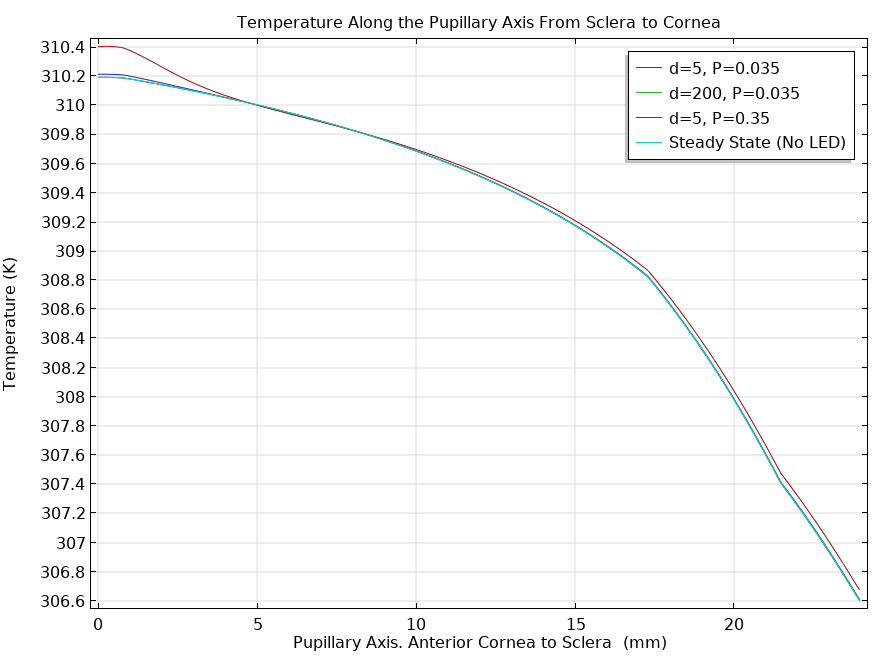 Temperature Along the Pupillary Axis From Sclera to Cornea
310.4
310.2
310
309.8
309.6
309.4
309.2
309
308.8
308.6
308.4
308.2
308
307.8
307.6
307.4
307.2
307
306.8
306.6
Temperature (K)
d=5, P=0.035
d=200, P=0.035
d=5, P=0.35
Steady State (No LED)
0 5 10 15 20
Pupillary Axis. Anterior Cornea to Sclera (mm)